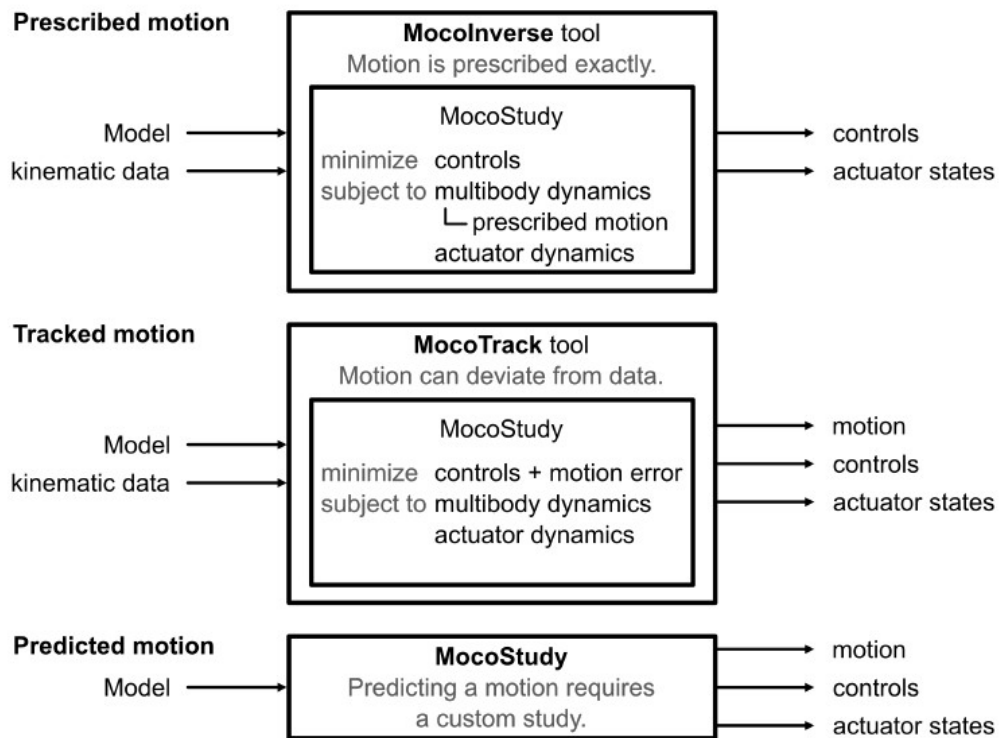 Prescribed motion
MocoInverse tool
Motion is prescribed exactly.
Model
kinematic data
MocoStudy
minimize controls
subject to multibody dynamics
prescribed motion
actuator dynamics
controls
actuator states
Tracked motion
MocoTrack tool
Motion can deviate from data.
Model
kinematic data
MocoStudy
minimize controls + motion error
subject to multibody dynamics
actuator dynamics
motion
controls
actuator states
Predicted motion
Model
MocoStudy
Predicting a motion requires
a custom study.
motion
controls
actuator states